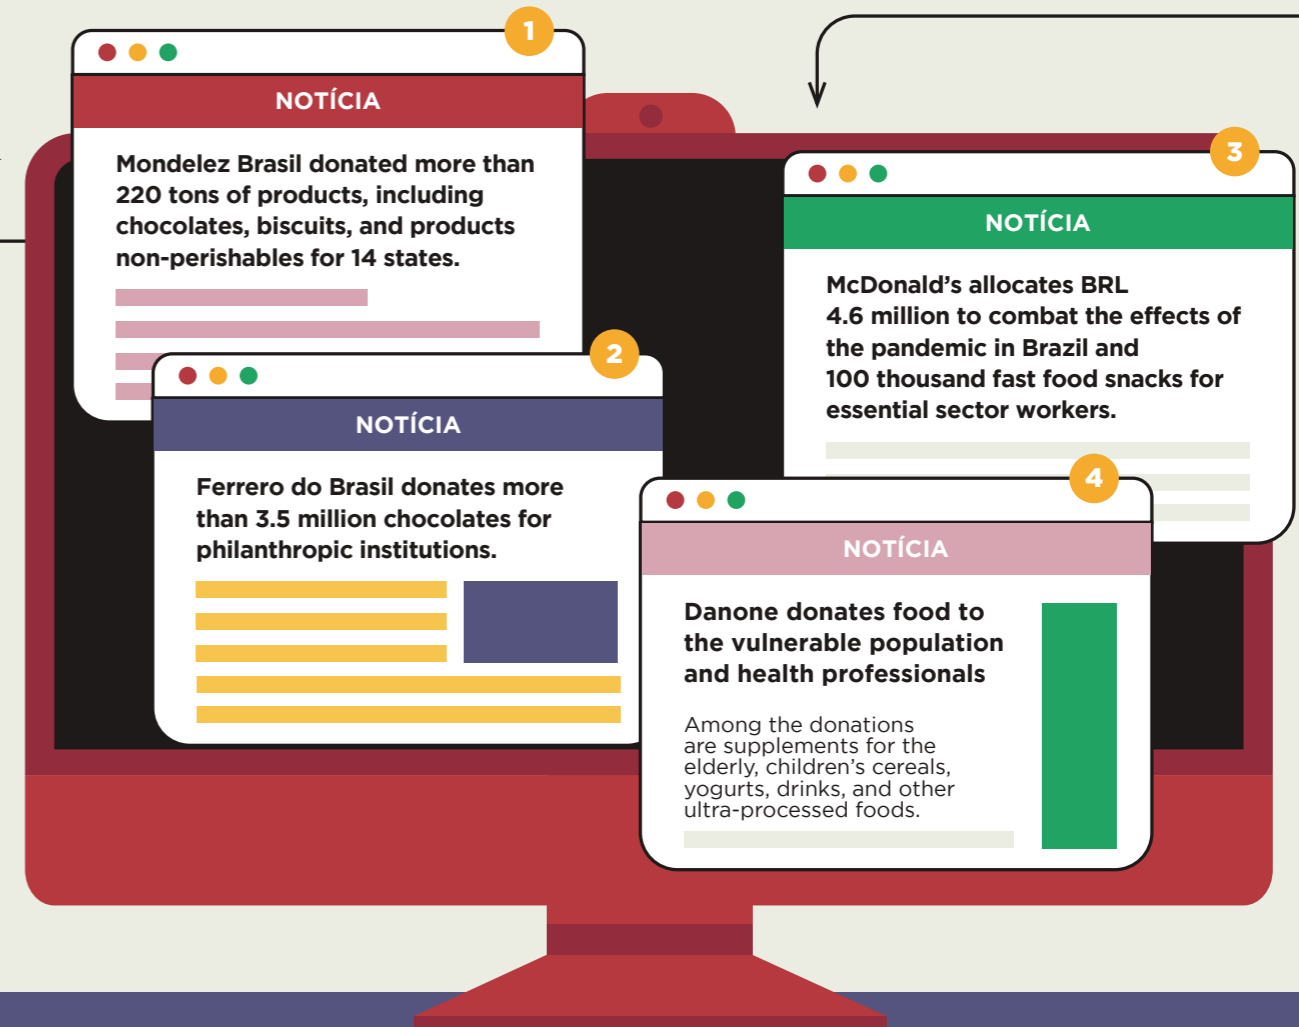 1
NOTÍCIA
Mondelez Brasil donated more than
220 tons of products, including
chocolates, biscuits, and products
non-perishables for 14 states.
2
NOTÍCIA
Ferrero do Brasil donates more
than 3.5 million chocolates for
philanthropic institutions.
3
NOTÍCIA
McDonald’s allocates BRL
4.6 million to combat the effects of
the pandemic in Brazil and
100 thousand fast food snacks for
essential sector workers.
4
NOTÍCIA
Danone donates food to
the vulnerable population
and health professionals
Among the donations
are supplements for the
elderly, children’s cereals,
yogurts, drinks, and other
ultra-processed foods.